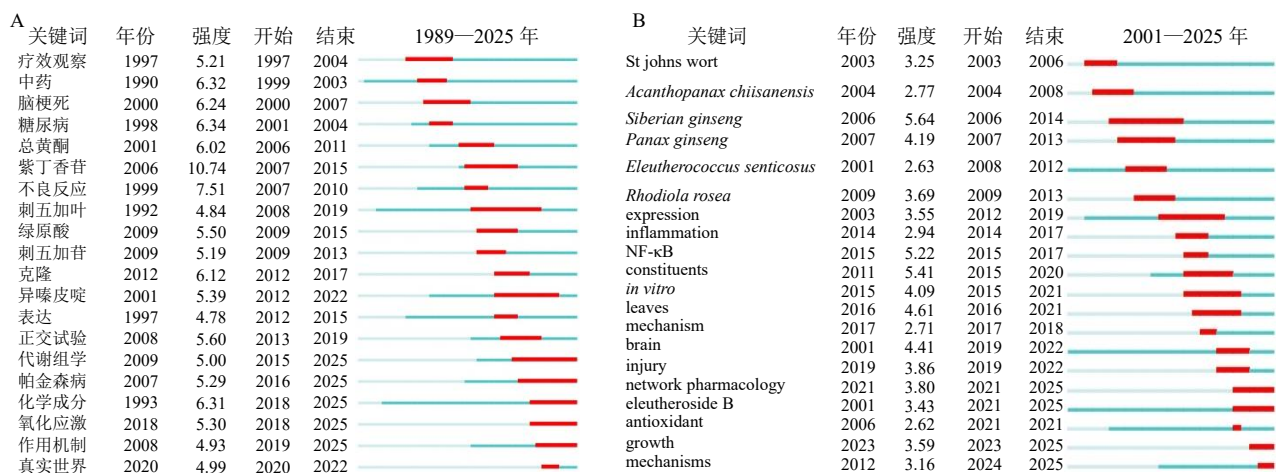 A
关键词 年份 强度 开始 结束 1989—2025 年
疗效观察 1997 5.21 1997 2004
中药 1990 6.32 1999 2003
脑梗死 2000 6.24 2000 2007
糖尿病 1998 6.34 2001 2004
总黄酮 2001 6.02 2006 2011
紫丁香苷 2006 10.74 2007 2015
不良反应 1999 7.51 2007 2010
刺五加叶 1992 4.84 2008 2019
绿原酸 2009 5.50 2009 2015
刺五加苷 2009 5.19 2009 2013
克隆 2012 6.12 2012 2017
异嗪皮啶 2001 5.39 2012 2022
表达 1997 4.78 2012 2015
正交试验 2008 5.60 2013 2019
代谢组学 2009 5.00 2015 2025
帕金森病 2007 5.29 2016 2025
化学成分 1993 6.31 2018 2025
氧化应激 2018 5.30 2018 2025
作用机制 2008 4.93 2019 2025
真实世界 2020 4.99 2020 2022
B
关键词 年份 强度 开始 结束 2001—2025 年
St johns wort 2003 3.25 2003 2006
Acanthopanax chiisanensis 2004 2.77 2004 2008
Siberian ginseng 2006 5.64 2006 2014
Panax ginseng 2007 4.19 2007 2013
Eleutherococcus senticosus 2001 2.63 2008 2012
Rhodiola rosea 2009 3.69 2009 2013
expression 2003 3.55 2012 2019
inflammation 2014 2.94 2014 2017
NF-κB 2015 5.22 2015 2017
constituents 2011 5.41 2015 2020
in vitro 2015 4.09 2015 2021
leaves 2016 4.61 2016 2021
mechanism 2017 2.71 2017 2018
brain 2001 4.41 2019 2022
injury 2019 3.86 2019 2022
network pharmacology 2021 3.80 2021 2025
eleutheroside B 2001 3.43 2021 2025
antioxidant 2006 2.62 2021 2021
growth 2023 3.59 2023 2025
mechanisms 2012 3.16 2024 2025